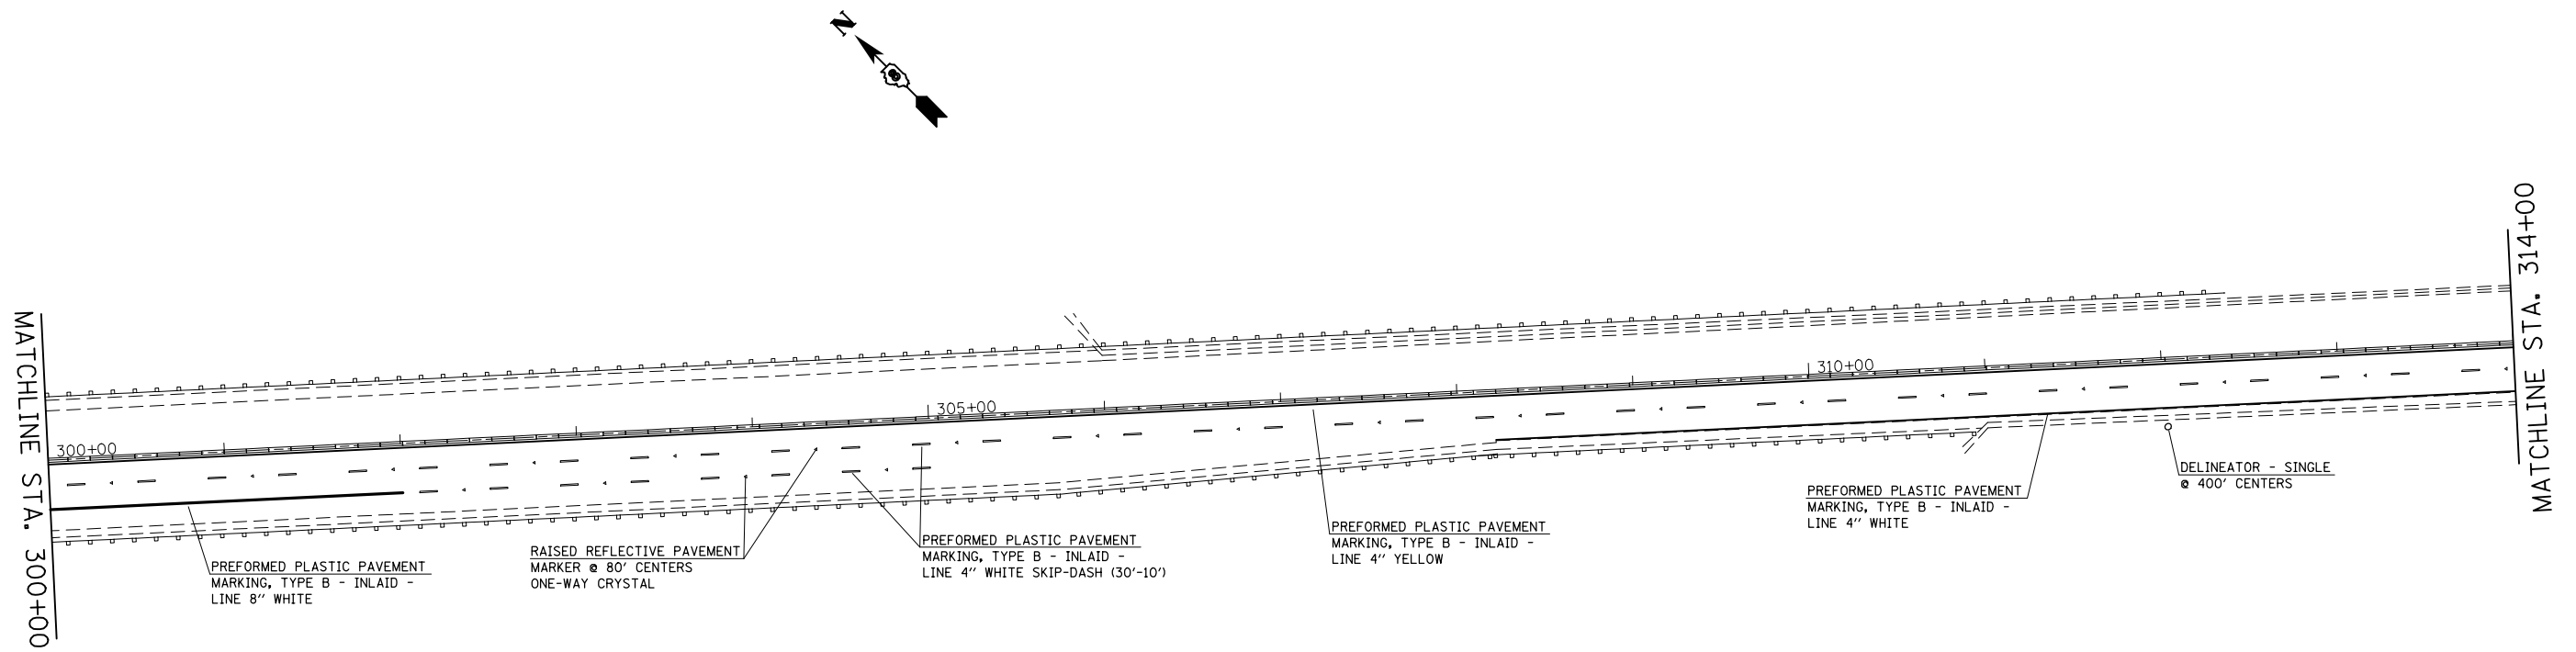 N
MATCHLINE STA. 300+00
300+00
305+00
310+00
MATCHLINE STA. 314+00
PREFORMED PLASTIC PAVEMENT
MARKING, TYPE B - INLAID -
LINE 8" WHITE
RAISED REFLECTIVE PAVEMENT
MARKER @ 80' CENTERS
ONE-WAY CRYSTAL
PREFORMED PLASTIC PAVEMENT
MARKING, TYPE B - INLAID -
LINE 4" WHITE SKIP-DASH (30'-10')
PREFORMED PLASTIC PAVEMENT
MARKING, TYPE B - INLAID -
LINE 4" YELLOW
PREFORMED PLASTIC PAVEMENT
MARKING, TYPE B - INLAID -
LINE 4" WHITE
DELINEATOR - SINGLE
@ 400' CENTERS